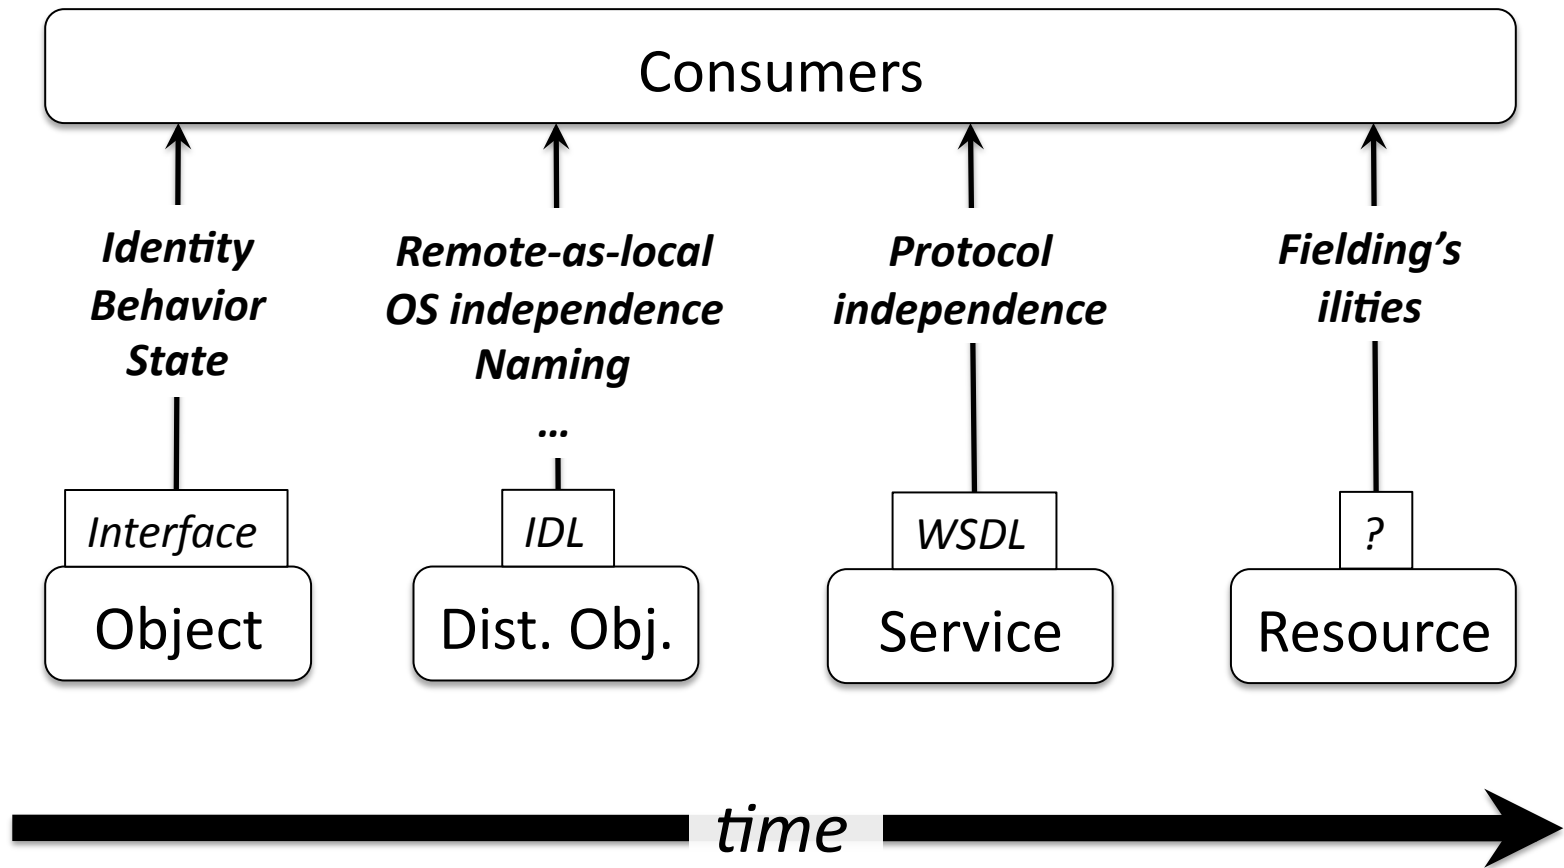 Consumers
Identity
Behavior
State
Remote-as-local
OS independence
Naming
...
Protocol
independence
Fielding’s
ilities
Interface
IDL
WSDL
?
Object
Dist. Obj.
Service
Resource
time